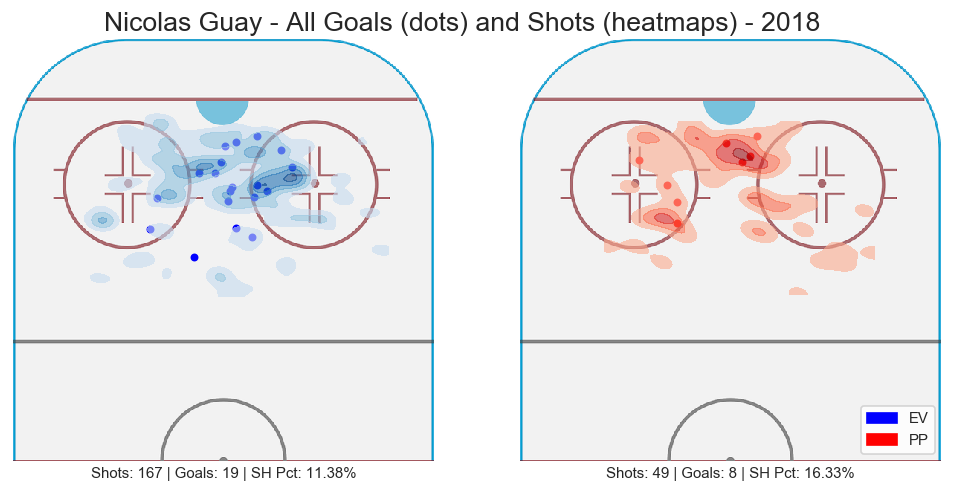 Nicolas Guay - All Goals (dots) and Shots (heatmaps) - 2018
EV
PP
Shots: 167 | Goals: 19 | SH Pct: 11.38%
Shots: 49 | Goals: 8 | SH Pct: 16.33%